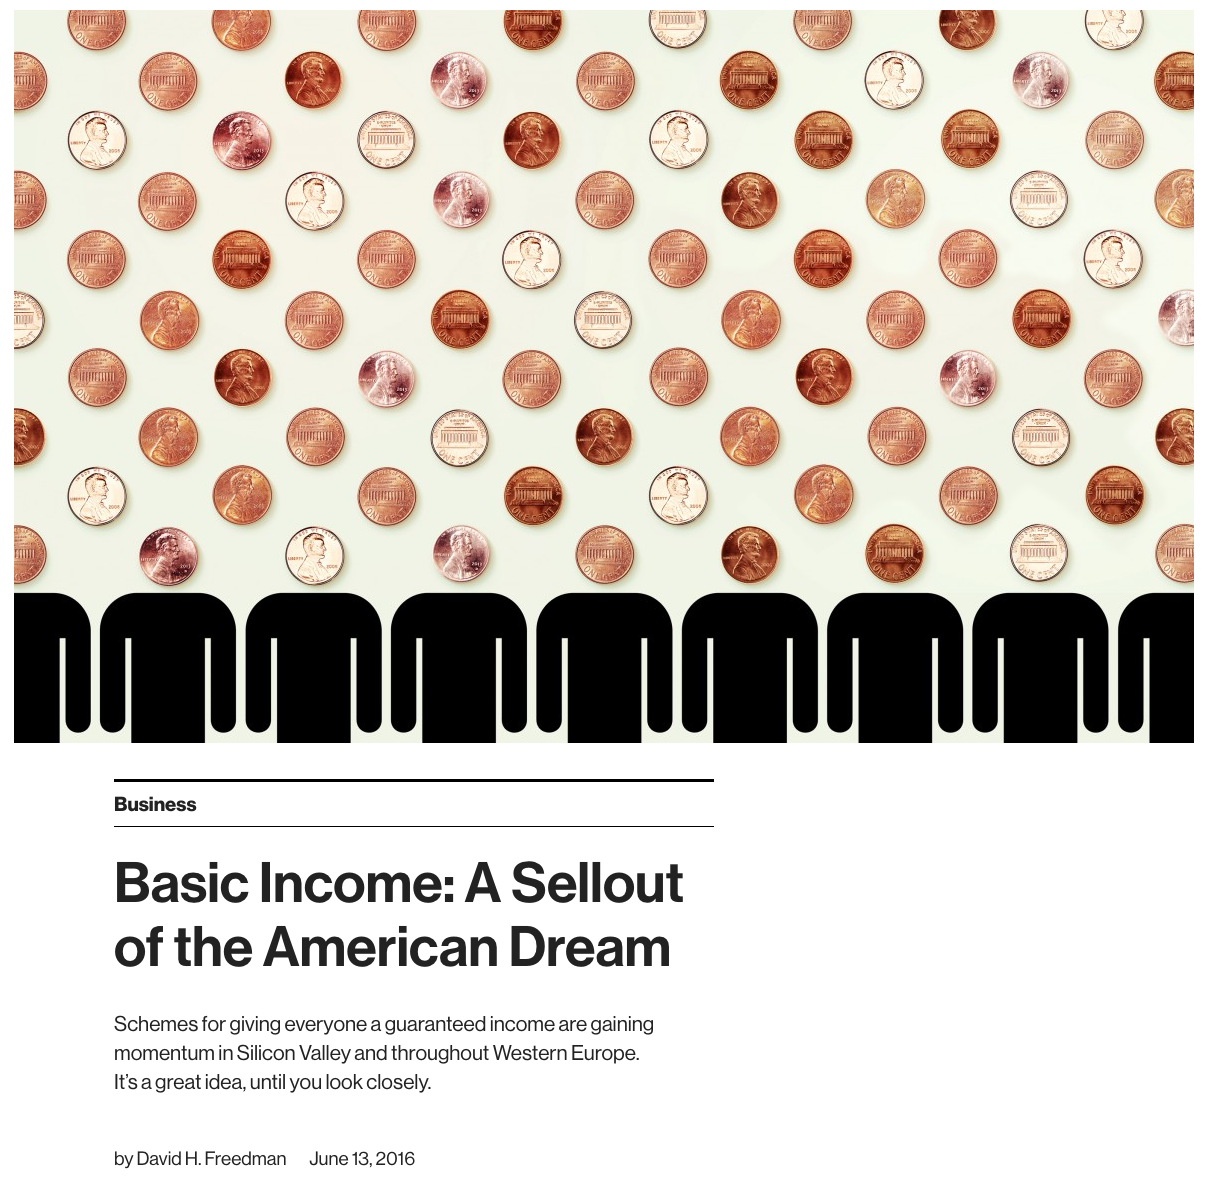 Business
Basic Income: A Sellout
of the American Dream
Schemes for giving everyone a guaranteed income are gaining
momentum in Silicon Valley and throughout Western Europe.
It’s a great idea, until you look closely.
by David H. Freedman June 13, 2016